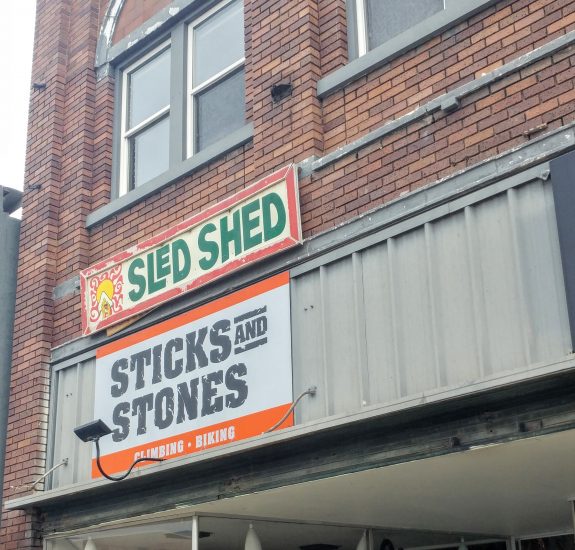 SLED SHED
STICKS AND
STONES
CLIMBING • BIKING